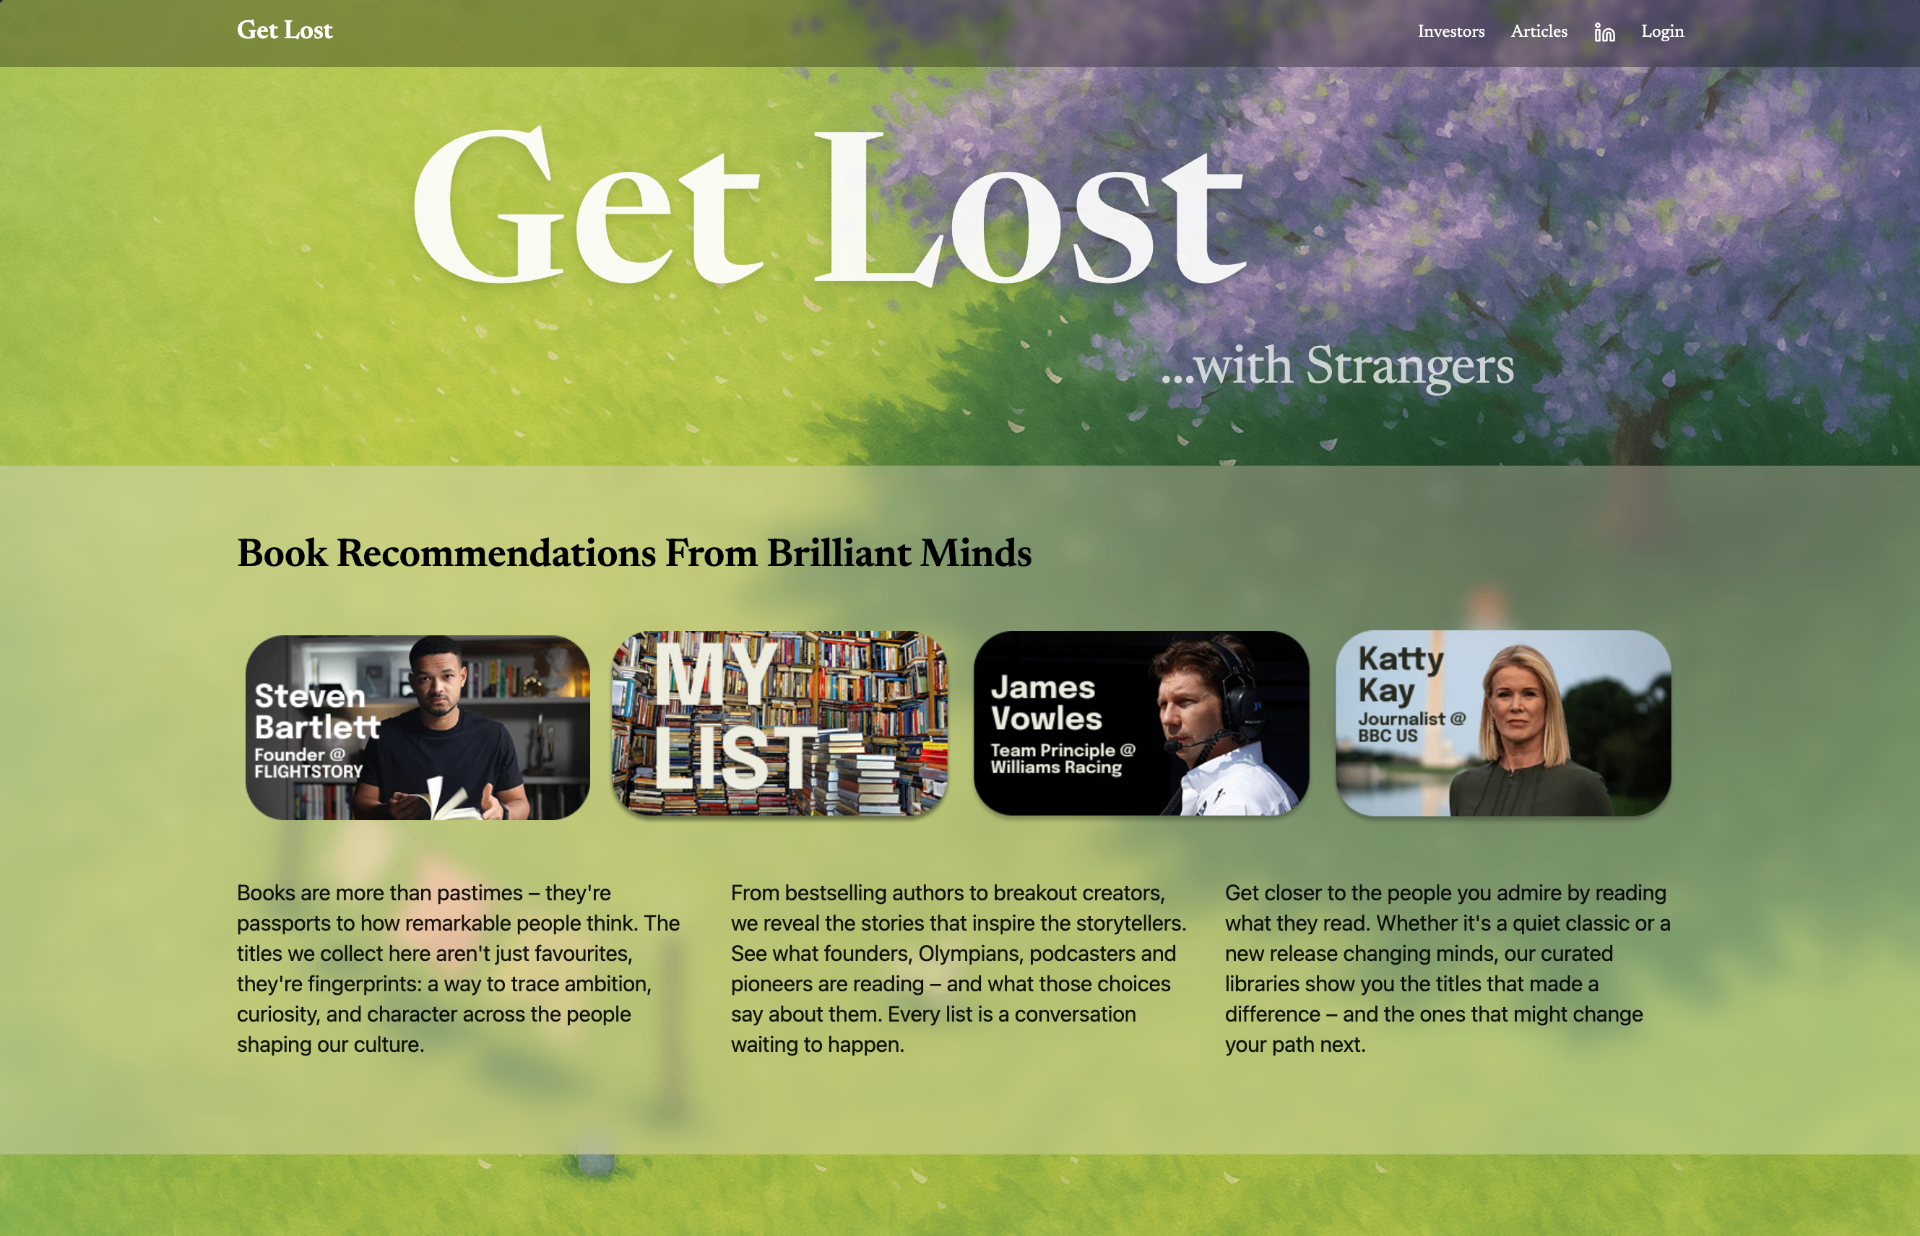 Get Lost
Investors Articles Login
Get Lost
...with Strangers
Book Recommendations From Brilliant Minds
Steven
Bartlett
Founder @
FLIGHTSTORY
MY
LIST
James
Vowles
Team Principle @
Williams Racing
Katty
Kay
Journalist @
BBC US
Books are more than pastimes – they're
passports to how remarkable people think. The
titles we collect here aren't just favourites,
they're fingerprints: a way to trace ambition,
curiosity, and character across the people
shaping our culture.
From bestselling authors to breakout creators,
we reveal the stories that inspire the storytellers.
See what founders, Olympians, podcasters and
pioneers are reading – and what those choices
say about them. Every list is a conversation
waiting to happen.
Get closer to the people you admire by reading
what they read. Whether it's a quiet classic or a
new release changing minds, our curated
libraries show you the titles that made a
difference – and the ones that might change
your path next.